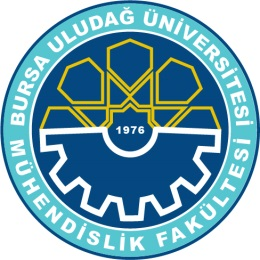 BURSA ULUDAĞ ÜNİVERSİTESİ
1976
MÜHENDİSLİK FAKÜLTESİ